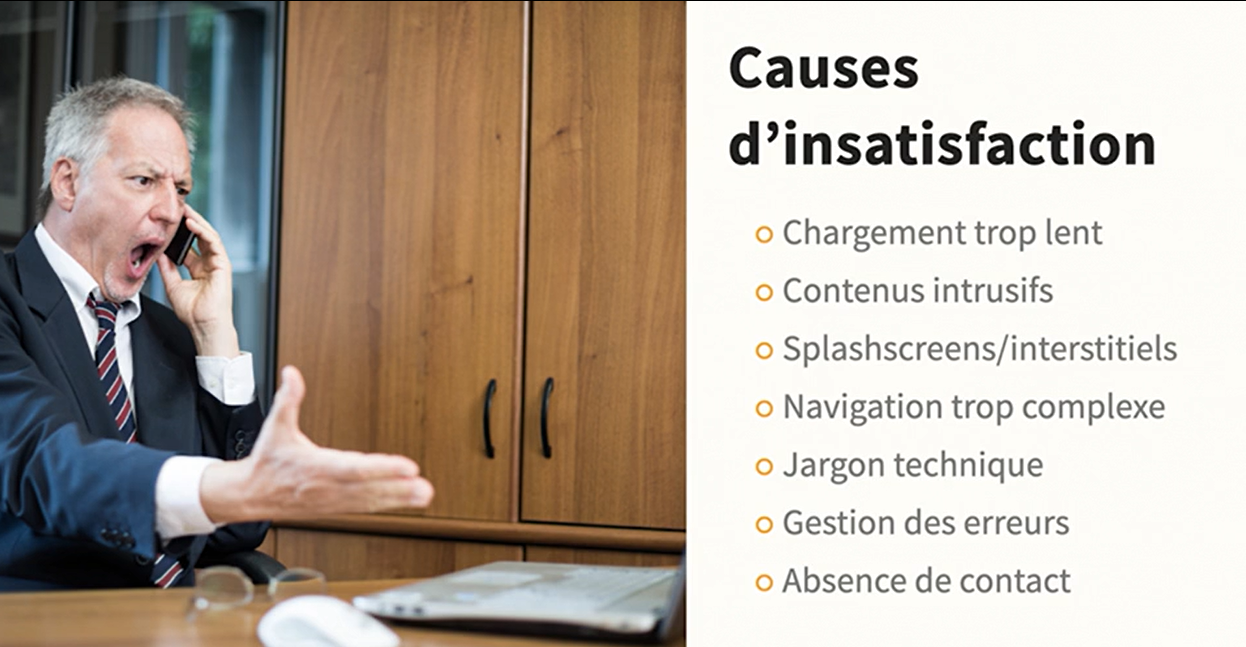 Causes
d’insatisfaction
Chargement trop lent
Contenus intrusifs
Splashscreens/interstitiels
Navigation trop complexe
Jargon technique
Gestion des erreurs
Absence de contact